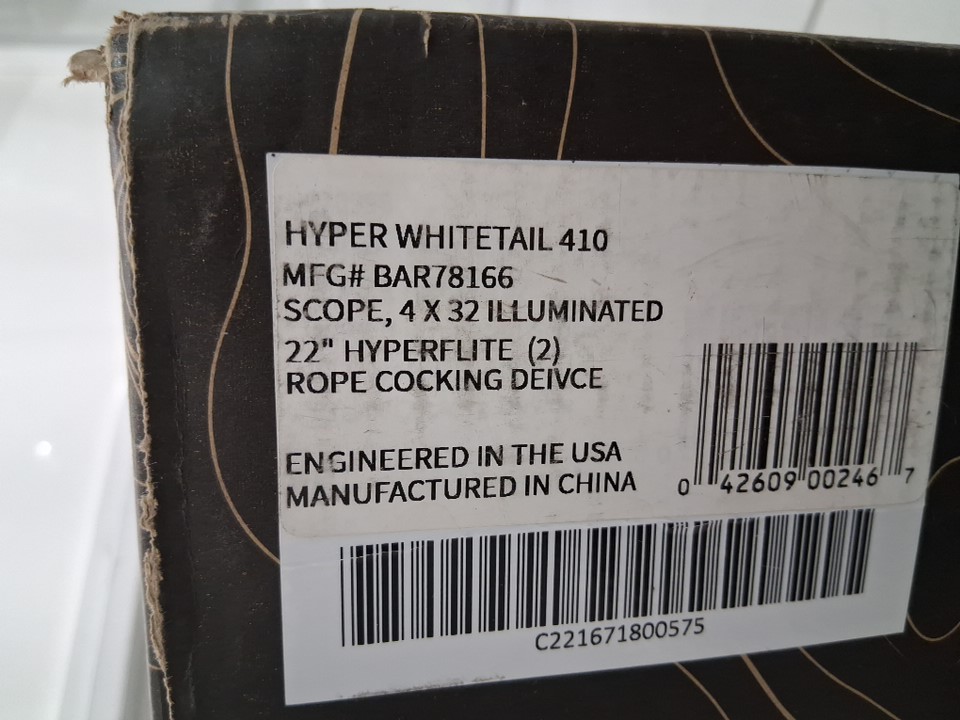 HYPER WHITETAIL 410
MFG# BAR78166
SCOPE, 4 X 32 ILLUMINATED
22" HYPERFLITE (2)
ROPE COCKING DEIVCE
ENGINEERED IN THE USA
MANUFACTURED IN CHINA
0 42609 00246 7
C221671800575